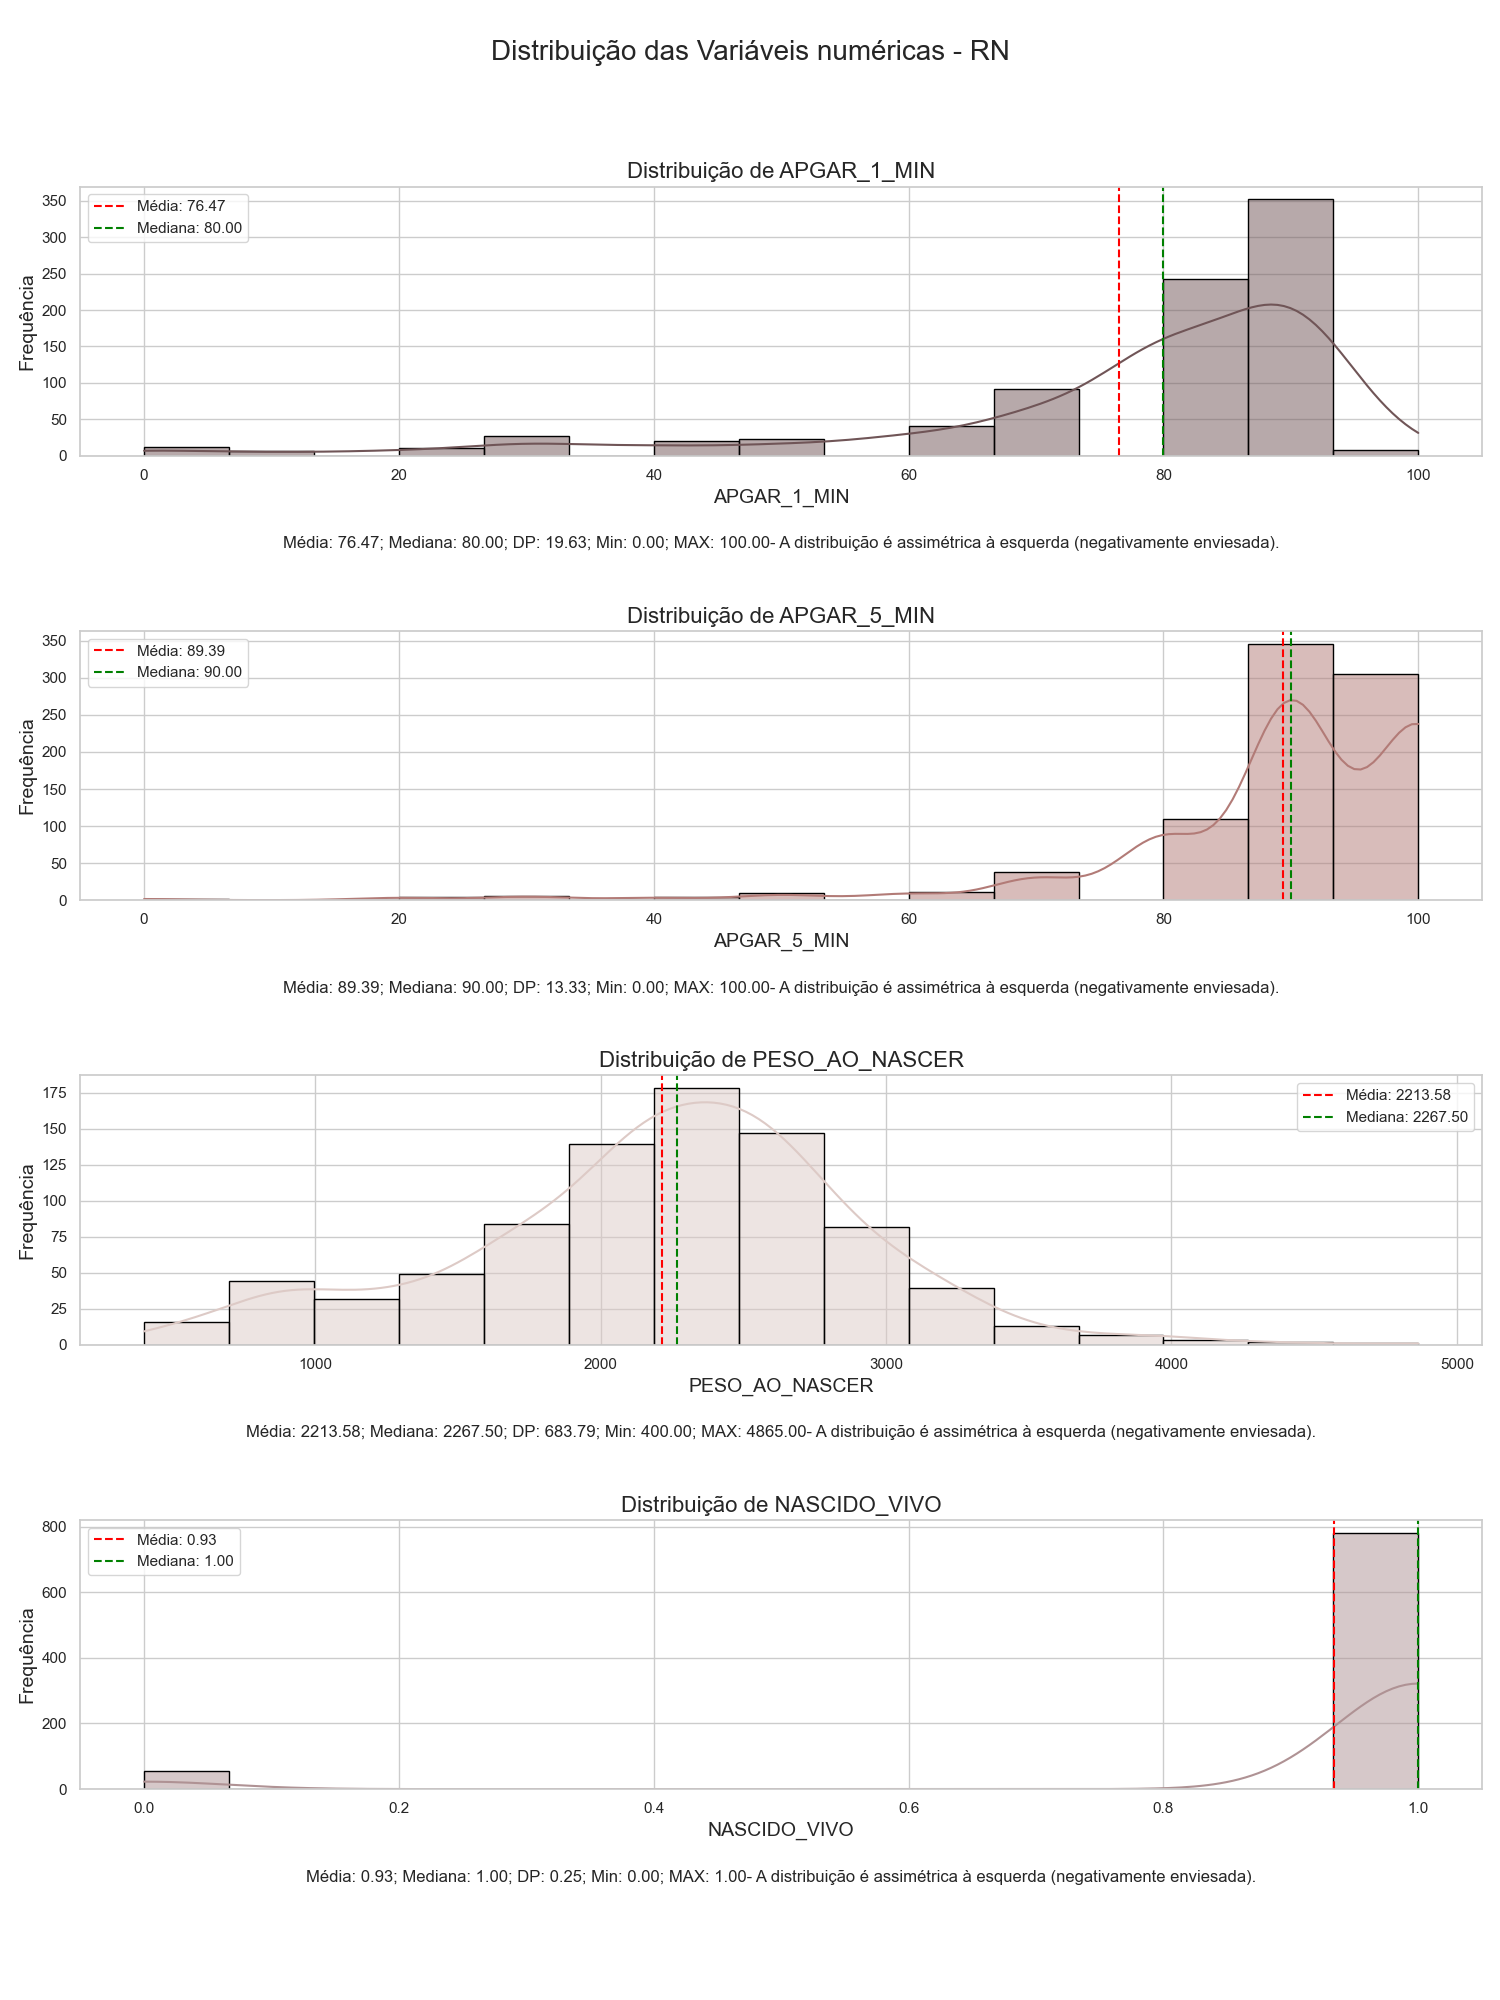 Distribuição das Variáveis numéricas - RN
Distribuição de APGAR_1_MIN
Média: 76.47
Mediana: 80.00
350
300
250
200
150
100
50
0
Frequência
0 20 40 60 80 100
APGAR_1_MIN
Média: 76.47; Mediana: 80.00; DP: 19.63; Min: 0.00; MAX: 100.00- A distribuição é assimétrica à esquerda (negativamente enviesada).
Distribuição de APGAR_5_MIN
Média: 89.39
Mediana: 90.00
350
300
250
200
150
100
50
0
Frequência
0 20 40 60 80 100
APGAR_5_MIN
Média: 89.39; Mediana: 90.00; DP: 13.33; Min: 0.00; MAX: 100.00- A distribuição é assimétrica à esquerda (negativamente enviesada).
Distribuição de PESO_AO_NASCER
Média: 2213.58
Mediana: 2267.50
175
150
125
100
75
50
25
0
Frequência
1000 2000 3000 4000 5000
PESO_AO_NASCER
Média: 2213.58; Mediana: 2267.50; DP: 683.79; Min: 400.00; MAX: 4865.00- A distribuição é assimétrica à esquerda (negativamente enviesada).
Distribuição de NASCIDO_VIVO
Média: 0.93
Mediana: 1.00
800
600
400
200
0
Frequência
0.0 0.2 0.4 0.6 0.8 1.0
NASCIDO_VIVO
Média: 0.93; Mediana: 1.00; DP: 0.25; Min: 0.00; MAX: 1.00- A distribuição é assimétrica à esquerda (negativamente enviesada).